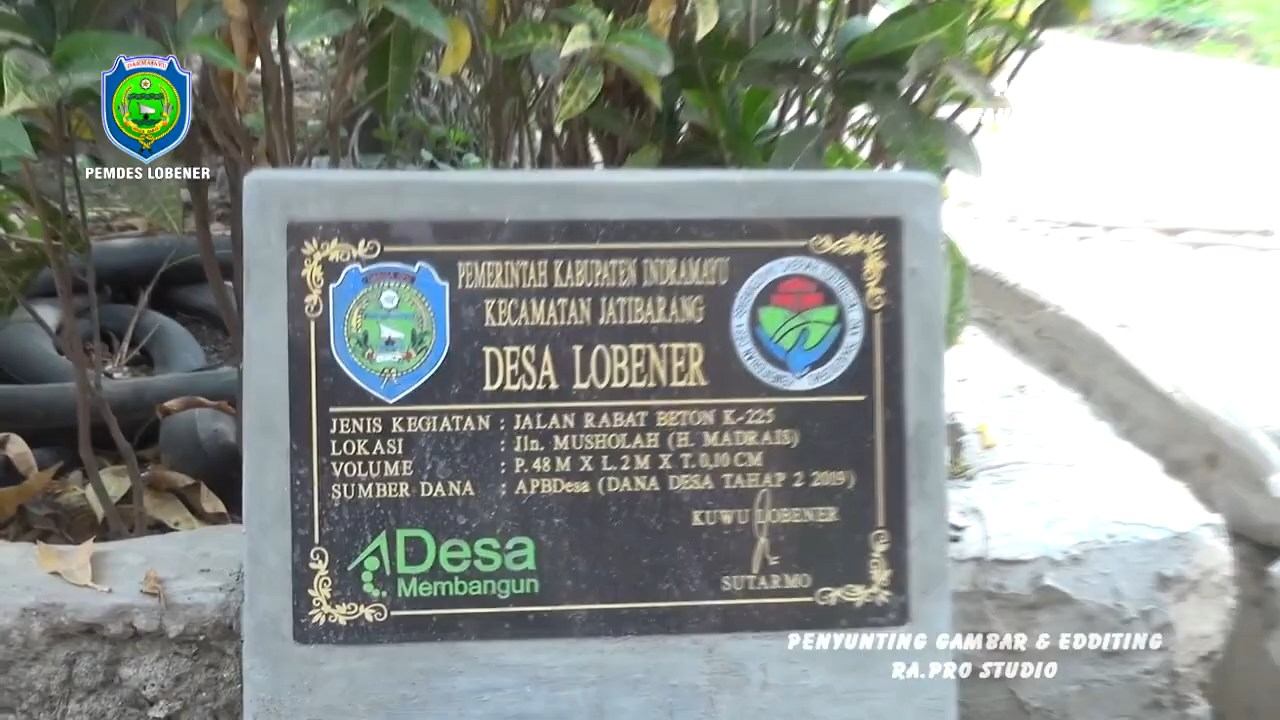 PEMDES LOBENER
PEMERINTAH KABUPATEN INDRAMAYU
KECAMATAN JATIBARANG
DESA LOBENER
JENIS KEGIATAN : JALAN RABAT BETON K-225
LOKASI : Jln. MUSHOLAH (H. MADRAIS)
VOLUME : P. 48 M X L. 2 M X T. 0,10 CM
SUMBER DANA : APBDesa (DANA DESA TAHAP 2 2019)
KUWU LOBENER
SUTARMO
Desa
Membangun
PENYUNTING GAMBAR & EDDITING
RA.PRO STUDIO